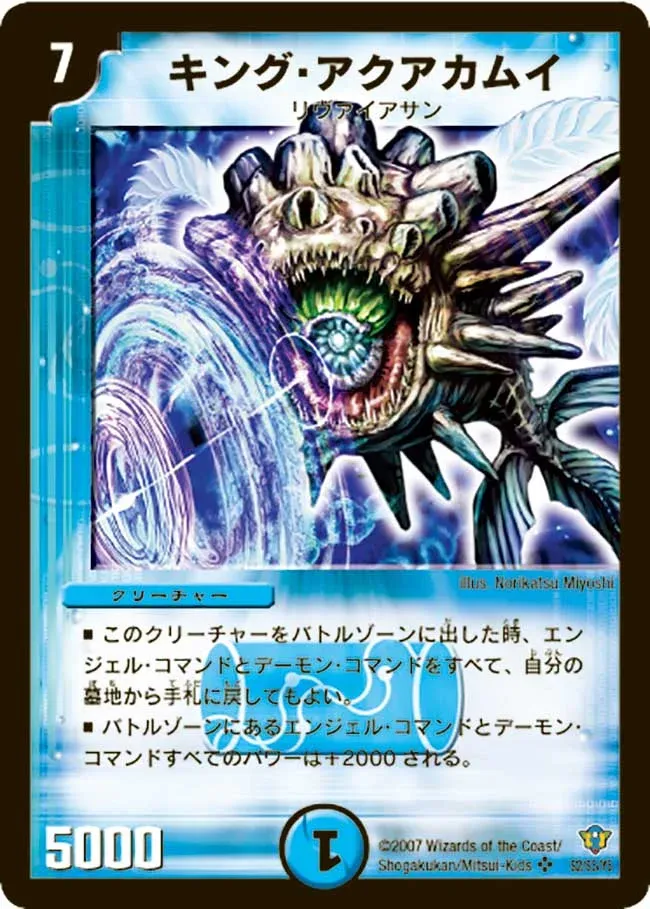 7
キング・アクアカムイ
リヴァイアサン
illus. Norikatsu Miyoshi
クリーチャー
■ このクリーチャーをバトルゾーンに出した時、エン
ジェル・コマンドとデーモン・コマンドをすべて、自分の
墓地から手札に戻してもよい。
■ バトルゾーンにあるエンジェル・コマンドとデーモン・
コマンドすべてのパワーは+2000 される。
5000
1
©2007 Wizards of the Coast/
Shogakukan/Mitsui-Kids